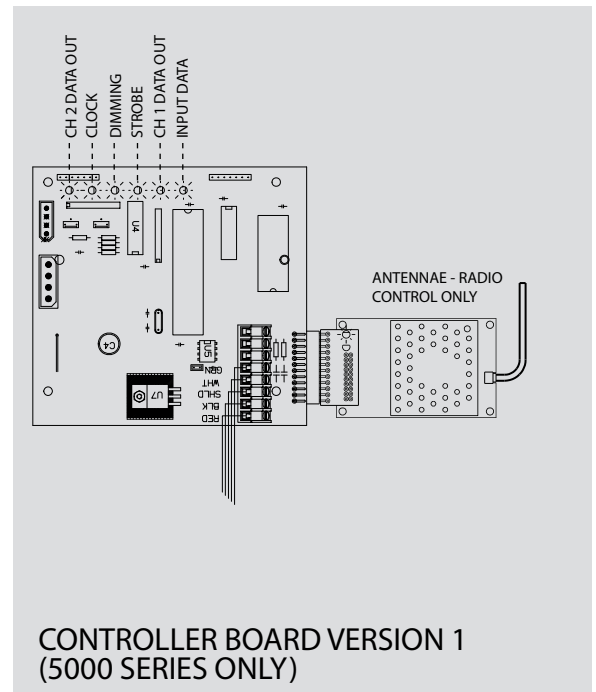 CH 2 DATA OUT
CLOCK
DIMMING
STROBE
CH 1 DATA OUT
INPUT DATA
U4
ANTENNAE - RADIO
CONTROL ONLY
C4
U5
U7
GRN
WHT
SHLD
BLK
RED
CONTROLLER BOARD VERSION 1
(5000 SERIES ONLY)